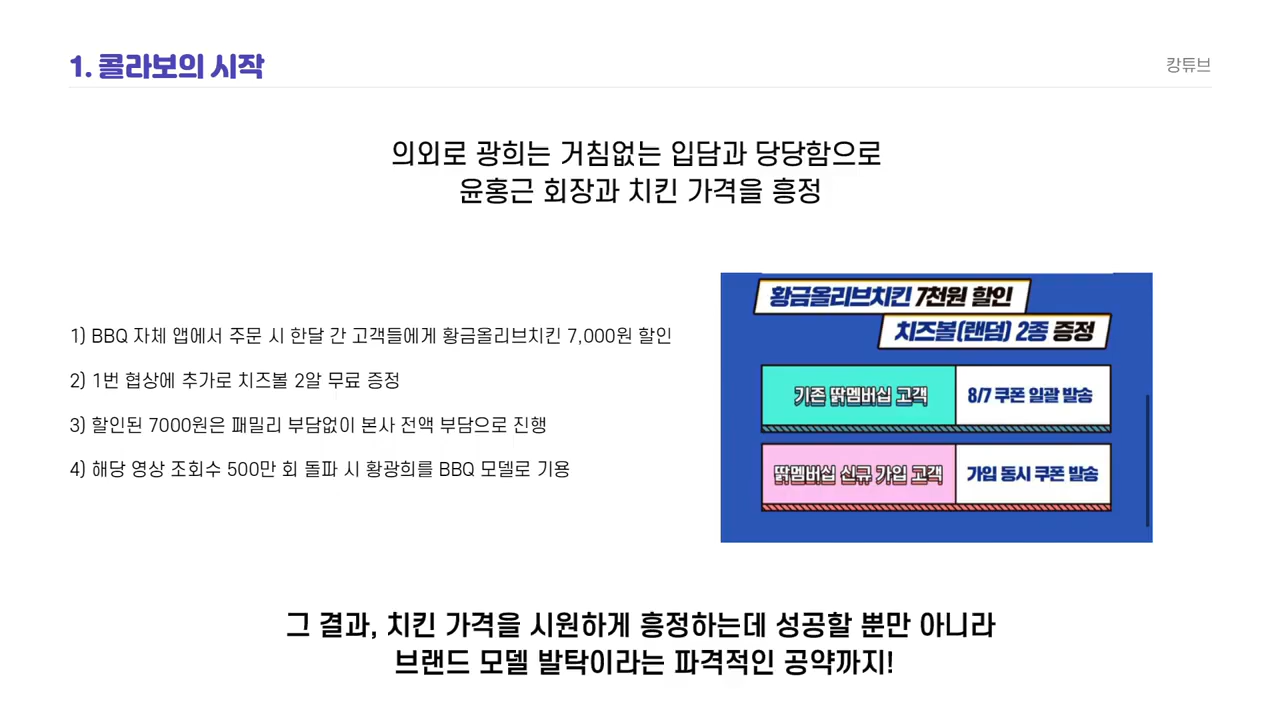 1. 콜라보의 시작
캉튜브
의외로 광희는 거침없는 입담과 당당함으로
윤홍근 회장과 치킨 가격을 흥정
1) BBQ 자체 앱에서 주문 시 한달 간 고객들에게 황금올리브치킨 7,000원 할인
2) 1번 협상에 추가로 치즈볼 2알 무료 증정
3) 할인된 7000원은 패밀리 부담없이 본사 전액 부담으로 진행
4) 해당 영상 조회수 500만 회 돌파 시 황광희를 BBQ 모델로 기용
황금올리브치킨 7천원 할인
치즈볼(랜덤) 2종 증정
기존 딹멤버십 고객
8/7 쿠폰 일괄 발송
딹멤버십 신규 가입 고객
가입 동시 쿠폰 발송
그 결과, 치킨 가격을 시원하게 흥정하는데 성공할 뿐만 아니라
브랜드 모델 발탁이라는 파격적인 공약까지!